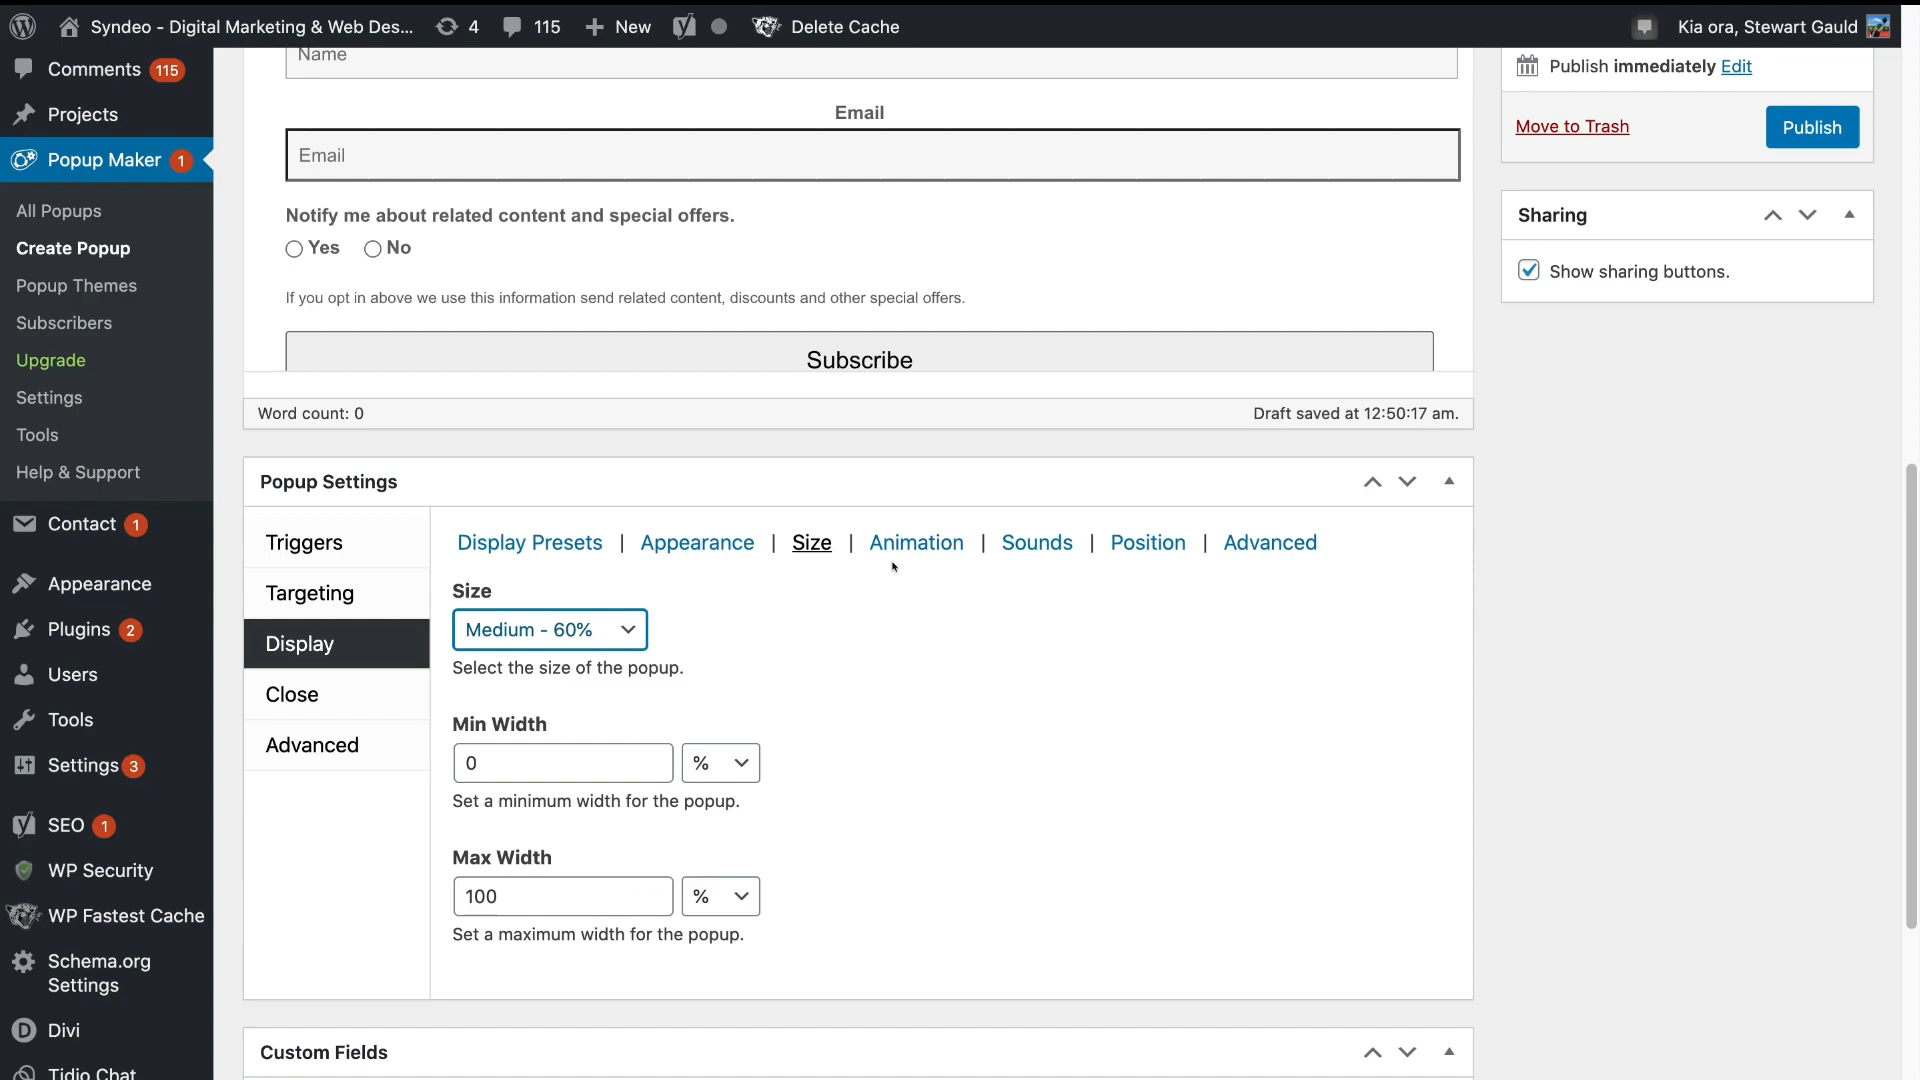 Syndeo - Digital Marketing & Web Des... 4 115 New Delete Cache Kia ora, Stewart Gauld
Comments 115
Projects
Popup Maker 1
All Popups
Create Popup
Popup Themes
Subscribers
Upgrade
Settings
Tools
Help & Support
Contact 1
Appearance
Plugins 2
Users
Tools
Settings 3
SEO 1
WP Security
WP Fastest Cache
Schema.org
Settings
Divi
Tidio Chat
Name
Email
Email
Notify me about related content and special offers.
Yes No
If you opt in above we use this information send related content, discounts and other special offers.
Subscribe
Word count: 0 Draft saved at 12:50:17 am.
Popup Settings
Triggers
Targeting
Display
Close
Advanced
Display Presets | Appearance | Size | Animation | Sounds | Position | Advanced
Size
Medium - 60%
Select the size of the popup.
Min Width
0 %
Set a minimum width for the popup.
Max Width
100 %
Set a maximum width for the popup.
Custom Fields
Publish immediately Edit
Move to Trash Publish
Sharing
Show sharing buttons.